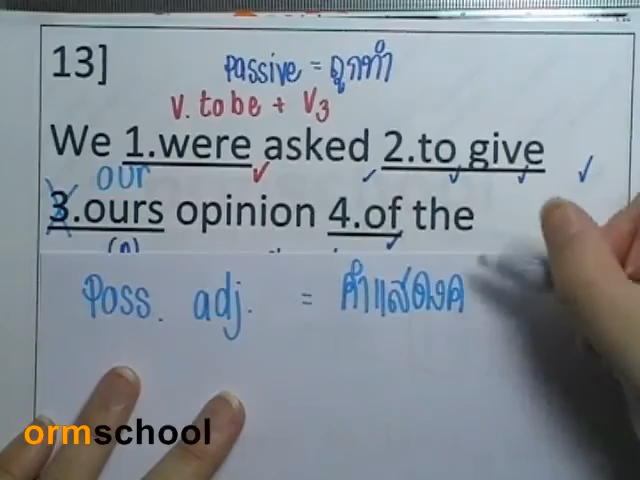 13]
passive = ถูกทำ
V. to be + V3
We 1.were asked 2.to give
our
3.ours opinion 4.of the
(n)
Poss. adj. = คำแสดงค
ormschool